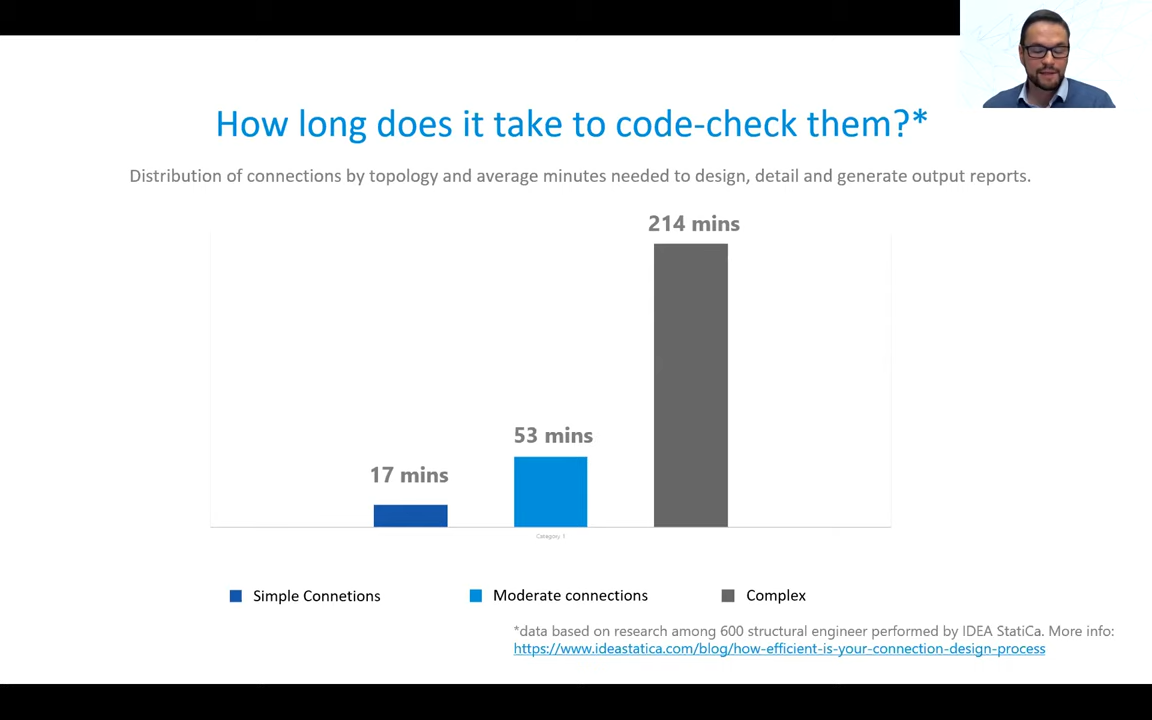 How long does it take to code-check them?*
Distribution of connections by topology and average minutes needed to design, detail and generate output reports.
214 mins
53 mins
17 mins
Category 1
Simple Connetions
Moderate connections
Complex
*data based on research among 600 structural engineer performed by IDEA StatiCa. More info:
https://www.ideastatica.com/blog/how-efficient-is-your-connection-design-process